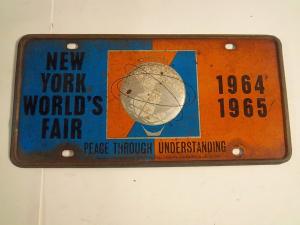 NEW
YORK
WORLD'S
FAIR
1964
1965
PEACE THROUGH UNDERSTANDING